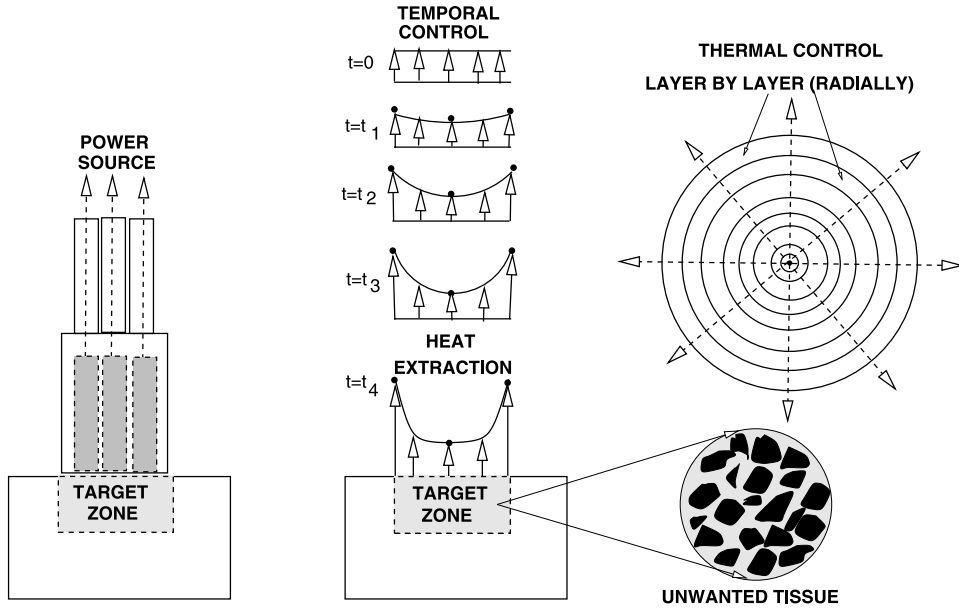 POWER
SOURCE
TARGET
ZONE
TEMPORAL
CONTROL
t=0
t=t1
t=t2
t=t3
HEAT
EXTRACTION
t=t4
TARGET
ZONE
THERMAL CONTROL
LAYER BY LAYER (RADIALLY)
UNWANTED TISSUE